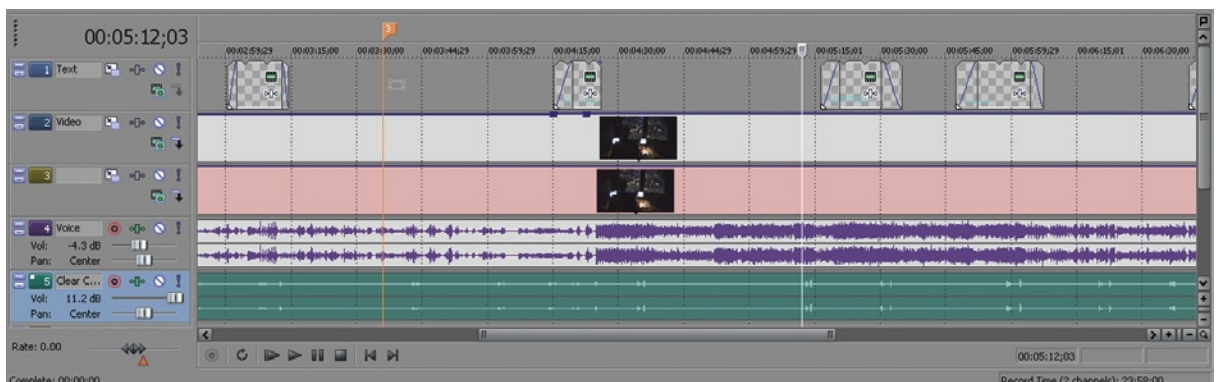 3
00:05:12;03
00:02:59;29 00:03:15;00 00:03:30;00 00:03:44;29 00:03:59;29 00:04:15;00 00:04:30;00 00:04:44;29 00:04:59;29 00:05:15;01 00:05:30;00 00:05:45;00 00:05:59;29 00:06:15;01 00:06:30;00
1 Text
2 Video
3
4 Voice
Vol: -4.3 dB
Pan: Center
5 Clear C...
Vol: 11.2 dB
Pan: Center
Rate: 0.00
00:05:12;03
Complete: 00:00:00
Record Time (2 channels): 23:58:00